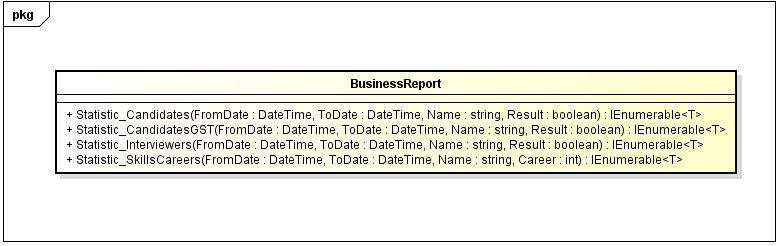 pkg
BusinessReport
+ Statistic_Candidates(FromDate : DateTime, ToDate : DateTime, Name : string, Result : boolean) : IEnumerable<T>
+ Statistic_CandidatesGST(FromDate : DateTime, ToDate : DateTime, Name : string, Result : boolean) : IEnumerable<T>
+ Statistic_Interviewers(FromDate : DateTime, ToDate : DateTime, Name : string, Result : boolean) : IEnumerable<T>
+ Statistic_SkillsCareers(FromDate : DateTime, ToDate : DateTime, Name : string, Career : int) : IEnumerable<T>